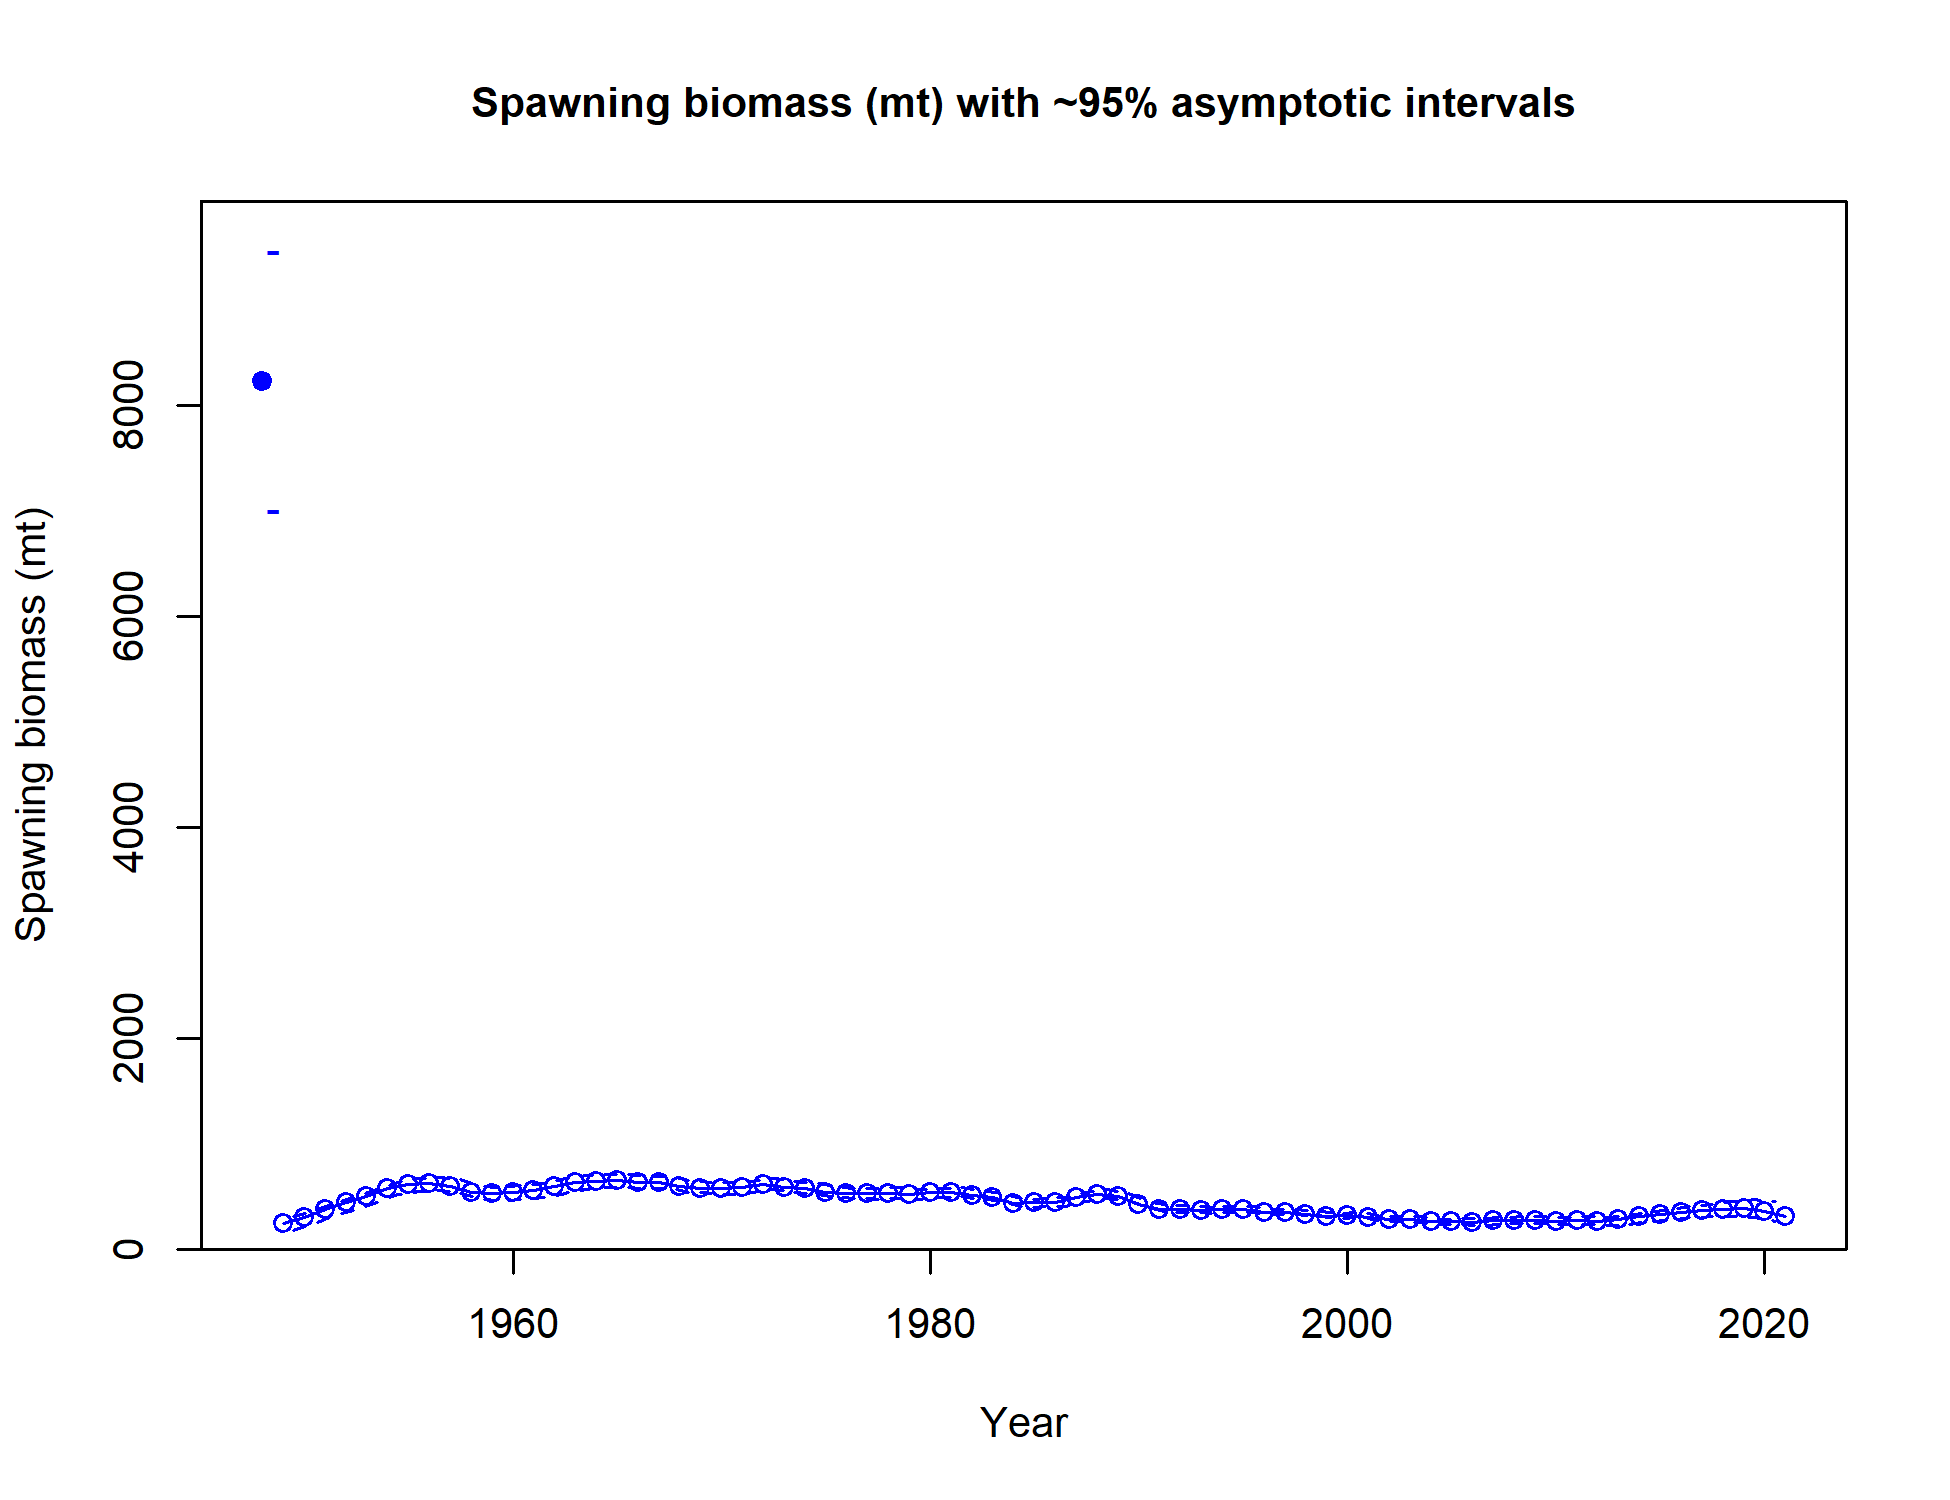 Spawning biomass (mt) with ~95% asymptotic intervals
Spawning biomass (mt)
8000
6000
4000
2000
0
1960 1980 2000 2020
Year